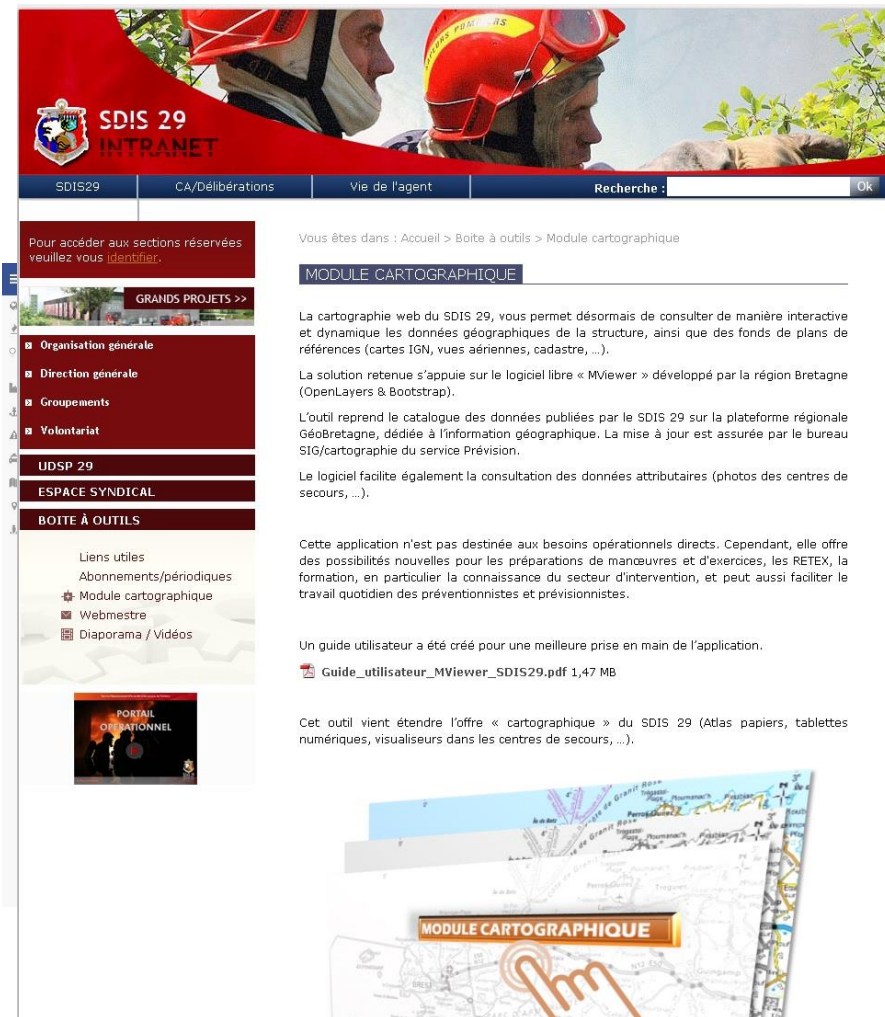 SAPEURS POMPIERS
SDIS 29
INTRANET
SDIS29
CA/Délibérations
Vie de l'agent
Recherche :
Ok
Pour accéder aux sections réservées
veuillez vous identifier.
GRANDS PROJETS >>
Organisation générale
Direction générale
Groupements
Volontariat
UDSP 29
ESPACE SYNDICAL
BOITE À OUTILS
Liens utiles
Abonnements/périodiques
Module cartographique
Webmestre
Diaporama / Vidéos
PORTAIL
OPERATIONNEL
Vous êtes dans : Accueil > Boite à outils > Module cartographique
MODULE CARTOGRAPHIQUE
La cartographie web du SDIS 29, vous permet désormais de consulter de manière interactive
et dynamique les données géographiques de la structure, ainsi que des fonds de plans de
références (cartes IGN, vues aériennes, cadastre, ...).
La solution retenue s'appuie sur le logiciel libre « MViewer » développé par la région Bretagne
(OpenLayers & Bootstrap).
L'outil reprend le catalogue des données publiées par le SDIS 29 sur la plateforme régionale
GéoBretagne, dédiée à l'information géographique. La mise à jour est assurée par le bureau
SIG/cartographie du service Prévision.
Le logiciel facilite également la consultation des données attributaires (photos des centres de
secours, ...).
Cette application n'est pas destinée aux besoins opérationnels directs. Cependant, elle offre
des possibilités nouvelles pour les préparations de manœuvres et d'exercices, les RETEX, la
formation, en particulier la connaissance du secteur d'intervention, et peut aussi faciliter le
travail quotidien des préventionnistes et prévisionnistes.
Un guide utilisateur a été créé pour une meilleure prise en main de l'application.
Guide_utilisateur_MViewer_SDIS29.pdf 1,47 MB
Cet outil vient étendre l'offre « cartographique » du SDIS 29 (Atlas papiers, tablettes
numériques, visualiseurs dans les centres de secours, ...).
MODULE CARTOGRAPHIQUE